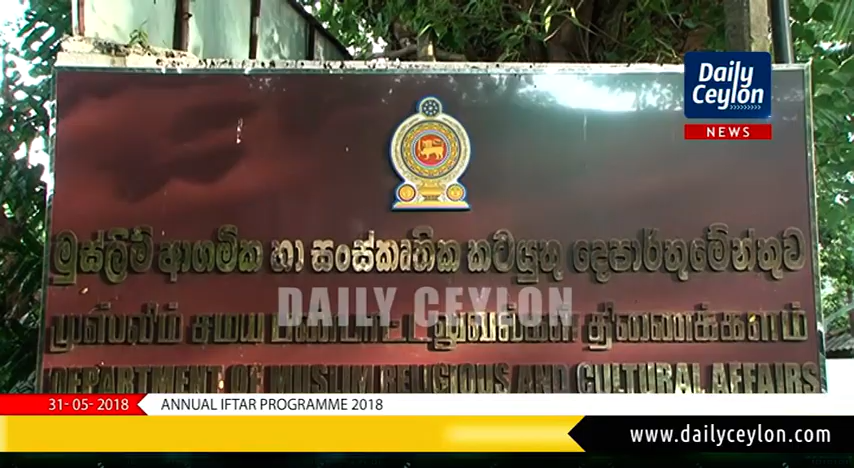 Daily
Ceylon
NEWS
මුස්ලිම් ආගමික හා සංස්කෘතික කටයුතු දෙපාර්තමේන්තුව
DAILY CEYLON
முஸ்லிம் சமய திணைக்களம்
DEPARTMENT OF MUSLIM RELIGIOUS AND CULTURAL AFFAIRS
31- 05- 2018 ANNUAL IFTAR PROGRAMME 2018
www.dailyceylon.com